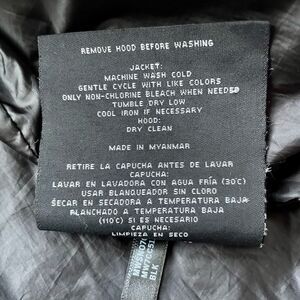 REMOVE HOOD BEFORE WASHING
JACKET:
MACHINE WASH COLD
GENTLE CYCLE WITH LIKE COLORS
ONLY NON-CHLORINE BLEACH WHEN NEEDED
TUMBLE DRY LOW
COOL IRON IF NECESSARY
HOOD:
DRY CLEAN
MADE IN MYANMAR
RETIRE LA CAPUCHA ANTES DE LAVAR
CAPUCHA:
LAVAR EN LAVADORA CON AGUA FRÍA (30°C)
USAR BLANQUEADOR SIN CLORO
SECAR EN SECADORA A TEMPERATURA BAJA
PLANCHADO A TEMPERATURA BAJA
(110°C) SI ES NECESARIO
CAPUCHA:
LIMPIEZA EN SECO
BLK